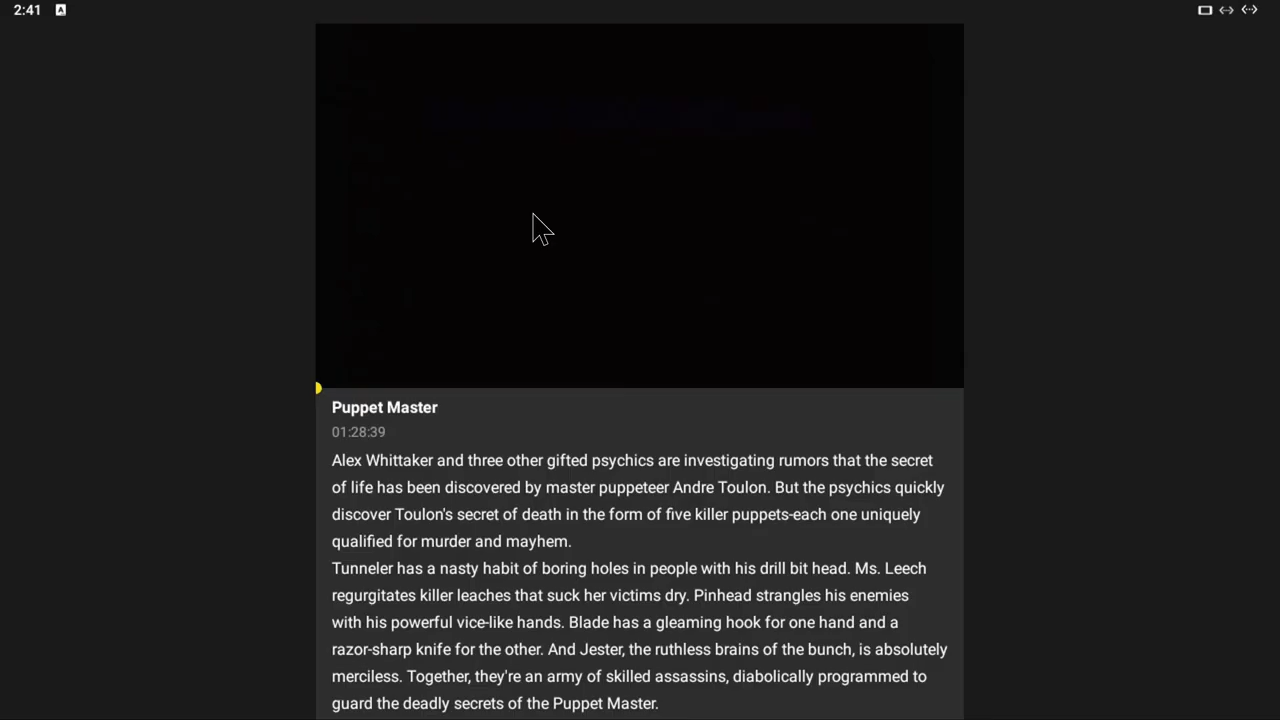 2:41
A
Puppet Master
01:28:39
Alex Whittaker and three other gifted psychics are investigating rumors that the secret
of life has been discovered by master puppeteer Andre Toulon. But the psychics quickly
discover Toulon's secret of death in the form of five killer puppets-each one uniquely
qualified for murder and mayhem.
Tunneler has a nasty habit of boring holes in people with his drill bit head. Ms. Leech
regurgitates killer leaches that suck her victims dry. Pinhead strangles his enemies
with his powerful vice-like hands. Blade has a gleaming hook for one hand and a
razor-sharp knife for the other. And Jester, the ruthless brains of the bunch, is absolutely
merciless. Together, they're an army of skilled assassins, diabolically programmed to
guard the deadly secrets of the Puppet Master.